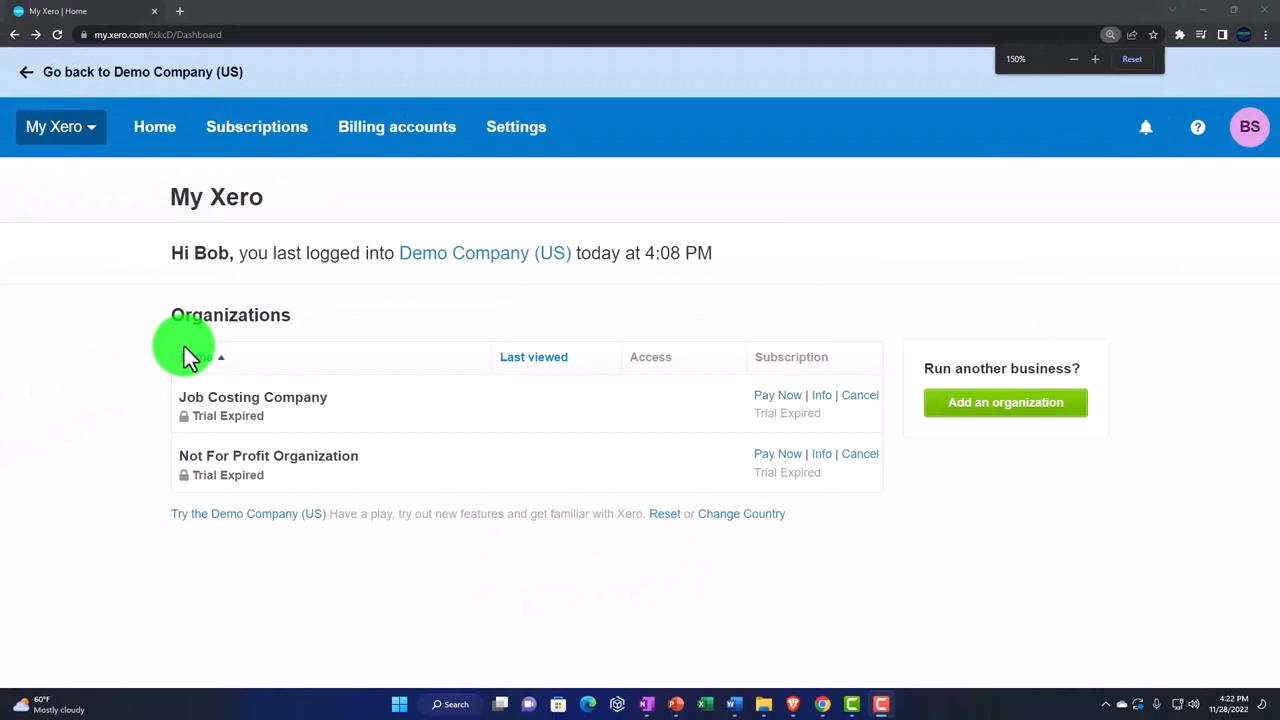 My Xero | Home
my.xero.com/!xkcD/Dashboard
150%
Reset
Go back to Demo Company (US)
My Xero
Home
Subscriptions
Billing accounts
Settings
BS
My Xero
Hi Bob, you last logged into Demo Company (US) today at 4:08 PM
Organizations
Last viewed
Access
Subscription
Job Costing Company
Trial Expired
Pay Now | Info | Cancel
Trial Expired
Not For Profit Organization
Trial Expired
Pay Now | Info | Cancel
Trial Expired
Run another business?
Add an organization
Try the Demo Company (US) Have a play, try out new features and get familiar with Xero. Reset or Change Country
60°F
Mostly cloudy
Search
4:22 PM
11/28/2022